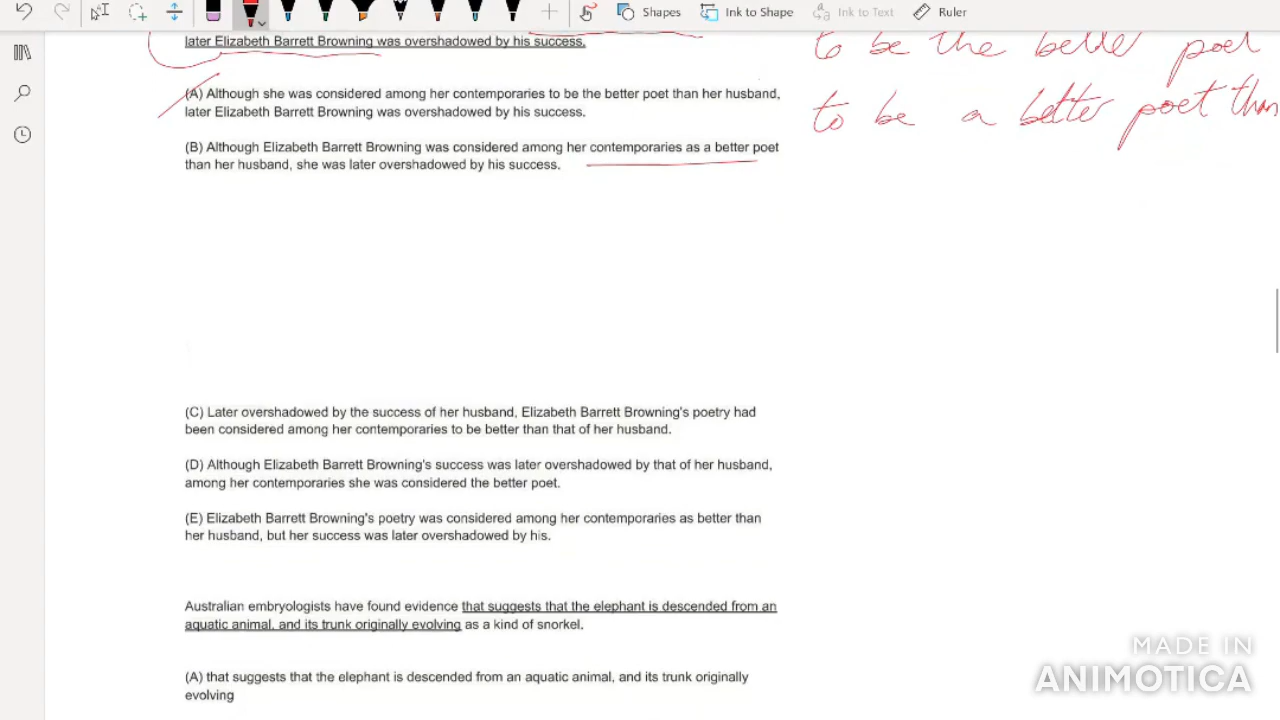 Shapes
Ink to Shape
Ink to Text
Ruler
later Elizabeth Barrett Browning was overshadowed by his success.
to be the better poet
(A) Although she was considered among her contemporaries to be the better poet than her husband,
later Elizabeth Barrett Browning was overshadowed by his success.
to be a better poet than
(B) Although Elizabeth Barrett Browning was considered among her contemporaries as a better poet
than her husband, she was later overshadowed by his success.
(C) Later overshadowed by the success of her husband, Elizabeth Barrett Browning's poetry had
been considered among her contemporaries to be better than that of her husband.
(D) Although Elizabeth Barrett Browning's success was later overshadowed by that of her husband,
among her contemporaries she was considered the better poet.
(E) Elizabeth Barrett Browning's poetry was considered among her contemporaries as better than
her husband, but her success was later overshadowed by his.
Australian embryologists have found evidence that suggests that the elephant is descended from an
aquatic animal, and its trunk originally evolving as a kind of snorkel.
(A) that suggests that the elephant is descended from an aquatic animal, and its trunk originally
evolving
MADE IN
ANIMOTICA